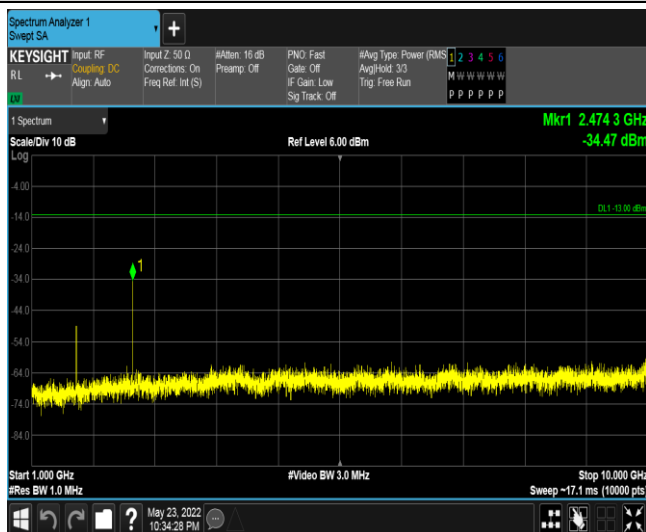 Spectrum Analyzer 1
Swept SA
+
KEYSIGHT
RL
LXI
Input: RF
Coupling: DC
Align: Auto
Input Z: 50 Ω
Corrections: On
Freq Ref: Int (S)
#Atten: 16 dB
Preamp: Off
PNO: Fast
Gate: Off
IF Gain: Low
Sig Track: Off
#Avg Type: Power (RMS
Avg|Hold: 3/3
Trig: Free Run
1 2 3 4 5 6
M W W W W W
P P P P P P
1 Spectrum
Mkr1 2.474 3 GHz
-34.47 dBm
Scale/Div 10 dB
Ref Level 6.00 dBm
Log
-4.00
-14.0
DL1 -13.00 dBm
-24.0
1
-34.0
-44.0
-54.0
-64.0
-74.0
-84.0
Start 1.000 GHz
#Video BW 3.0 MHz
Stop 10.000 GHz
#Res BW 1.0 MHz
Sweep ~17.1 ms (10000 pts)
?
May 23, 2022
10:34:28 PM